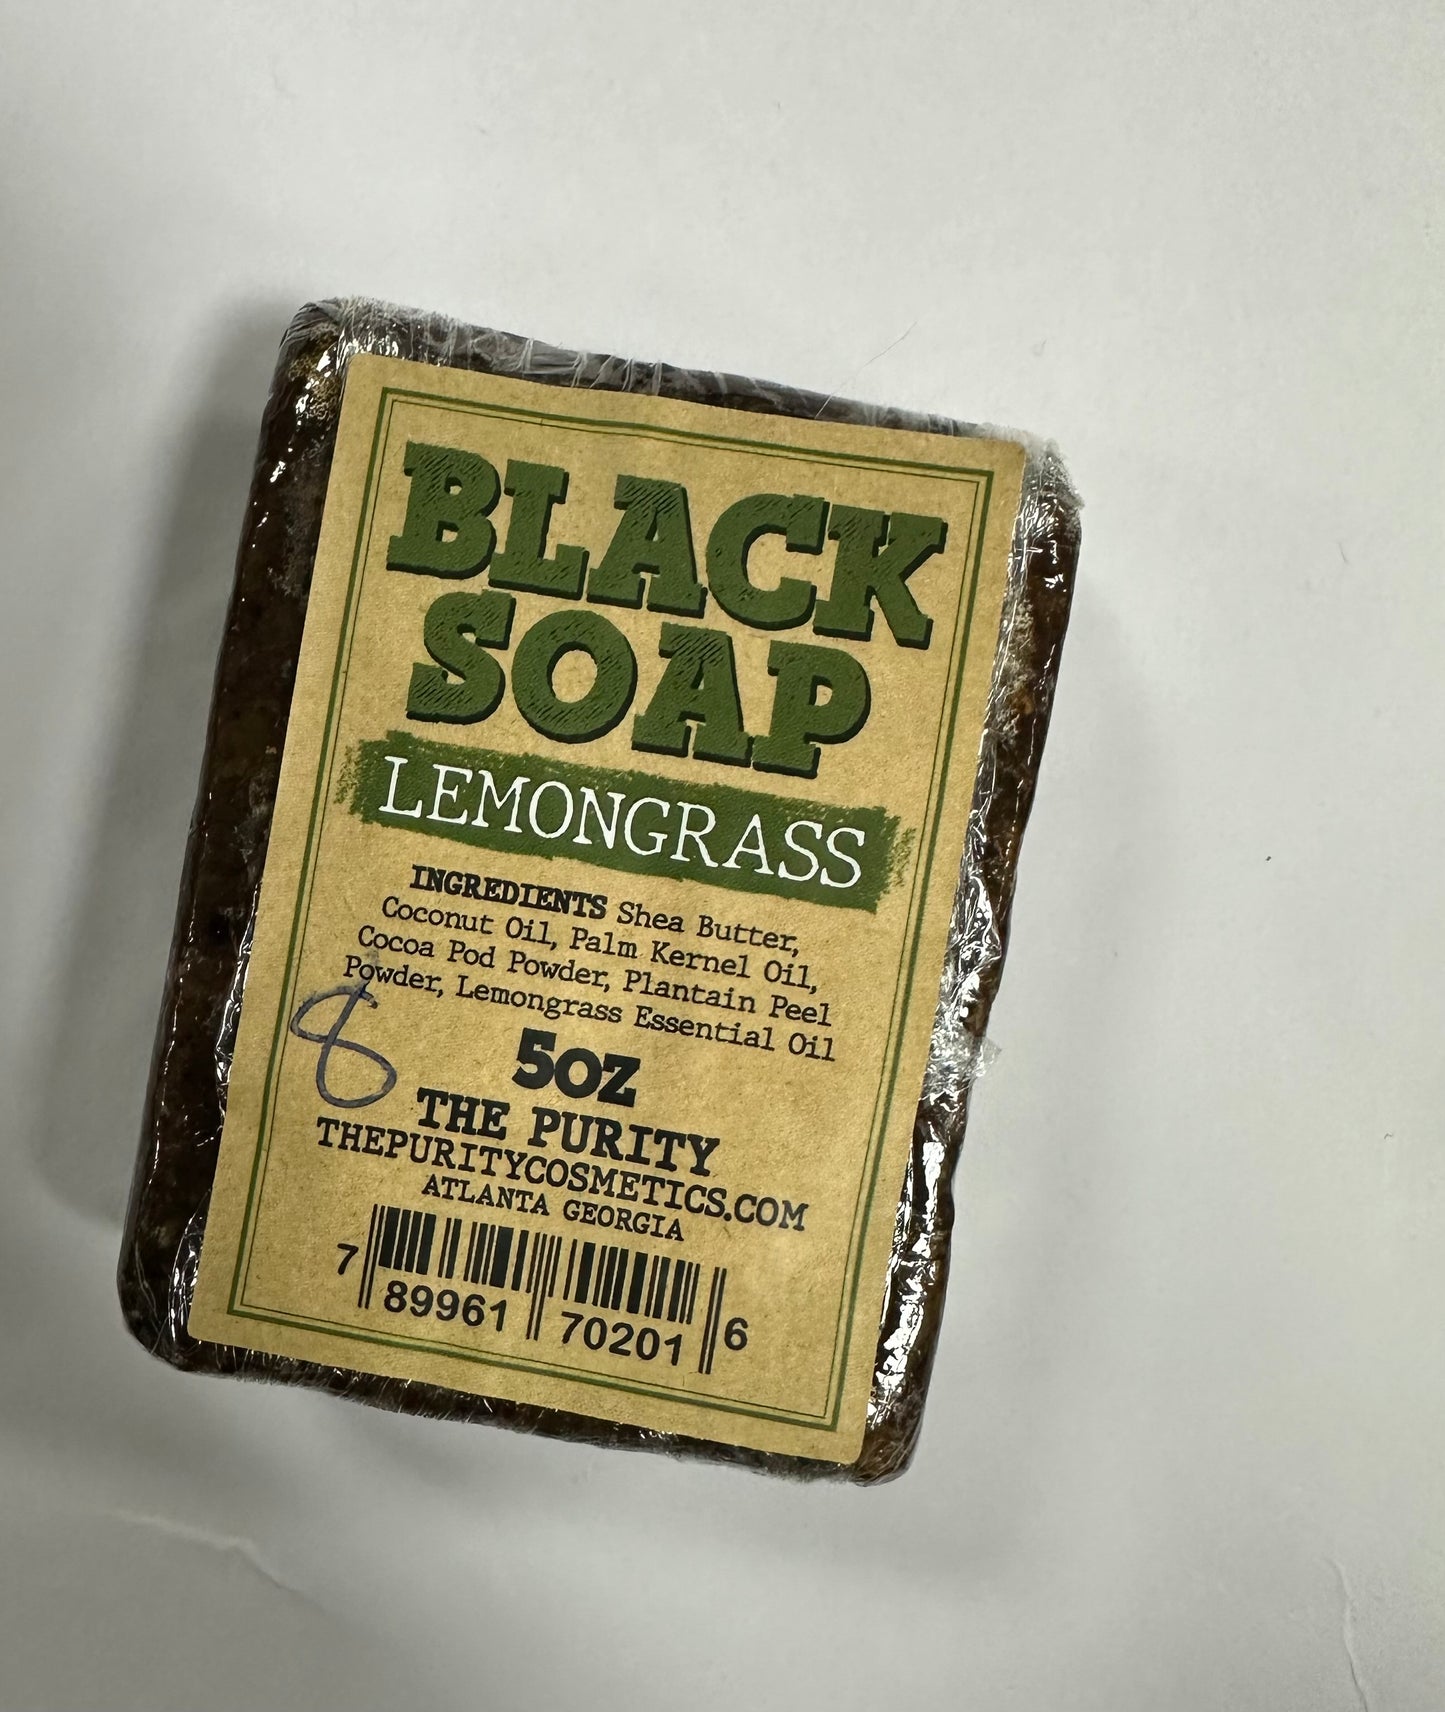 BLACK
SOAP
LEMONGRASS
INGREDIENTS Shea Butter,
Coconut Oil, Palm Kernel Oil,
Cocoa Pod Powder, Plantain Peel
Powder, Lemongrass Essential Oil
8
5OZ
THE PURITY
THEPURITYCOSMETICS.COM
ATLANTA GEORGIA
7 89961 70201 6